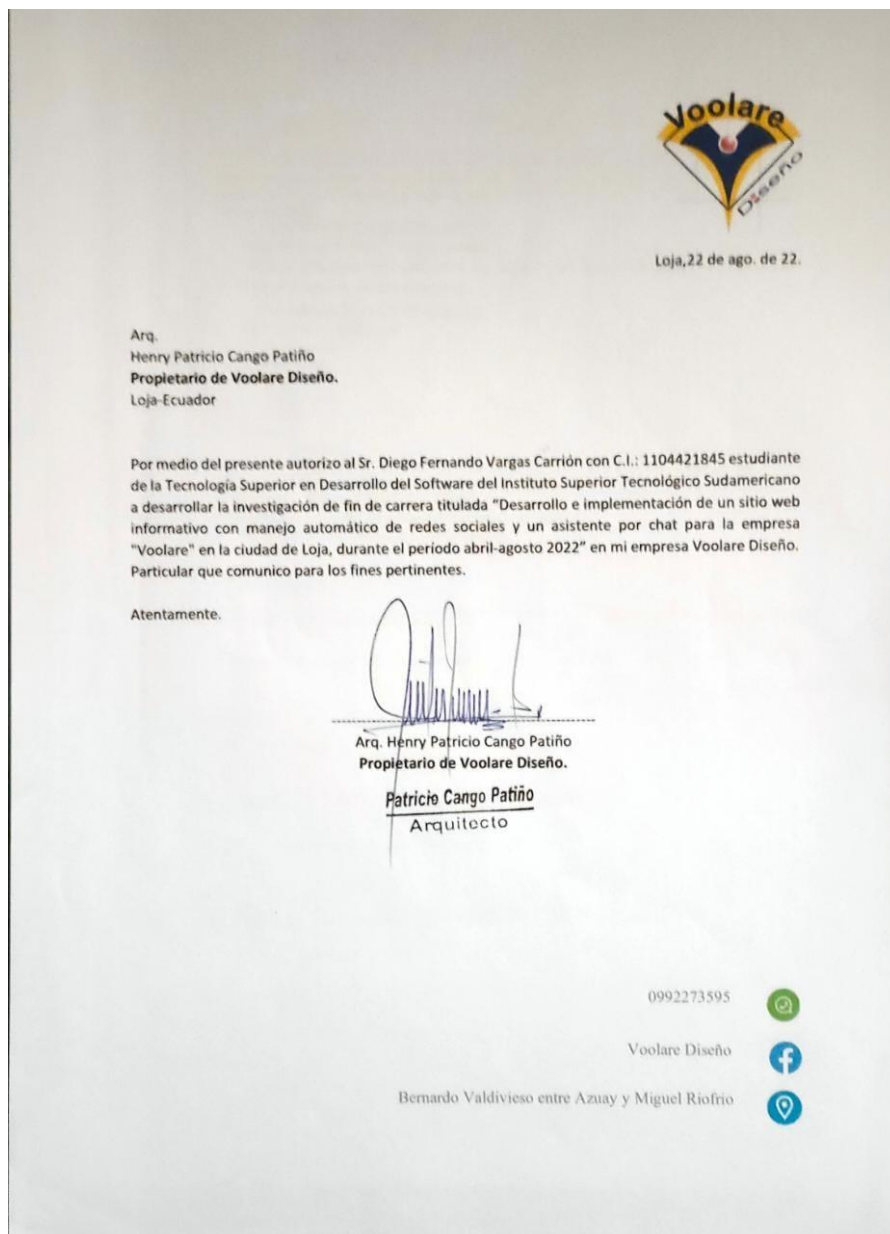 Voolare
Diseño
Loja,22 de ago. de 22.
Arq.
Henry Patricio Cango Patiño
Propietario de Voolare Diseño.
Loja-Ecuador
Por medio del presente autorizo al Sr. Diego Fernando Vargas Carrión con C.I.: 1104421845 estudiante
de la Tecnología Superior en Desarrollo del Software del Instituto Superior Tecnológico Sudamericano
a desarrollar la investigación de fin de carrera titulada “Desarrollo e implementación de un sitio web
informativo con manejo automático de redes sociales y un asistente por chat para la empresa
"Voolare" en la ciudad de Loja, durante el período abril-agosto 2022” en mi empresa Voolare Diseño.
Particular que comunico para los fines pertinentes.
Atentamente.
Arq. Henry Patricio Cango Patiño
Propietario de Voolare Diseño.
Patricio Cango Patiño
Arquitecto
0992273595
Voolare Diseño
Bernardo Valdivieso entre Azuay y Miguel Riofrio